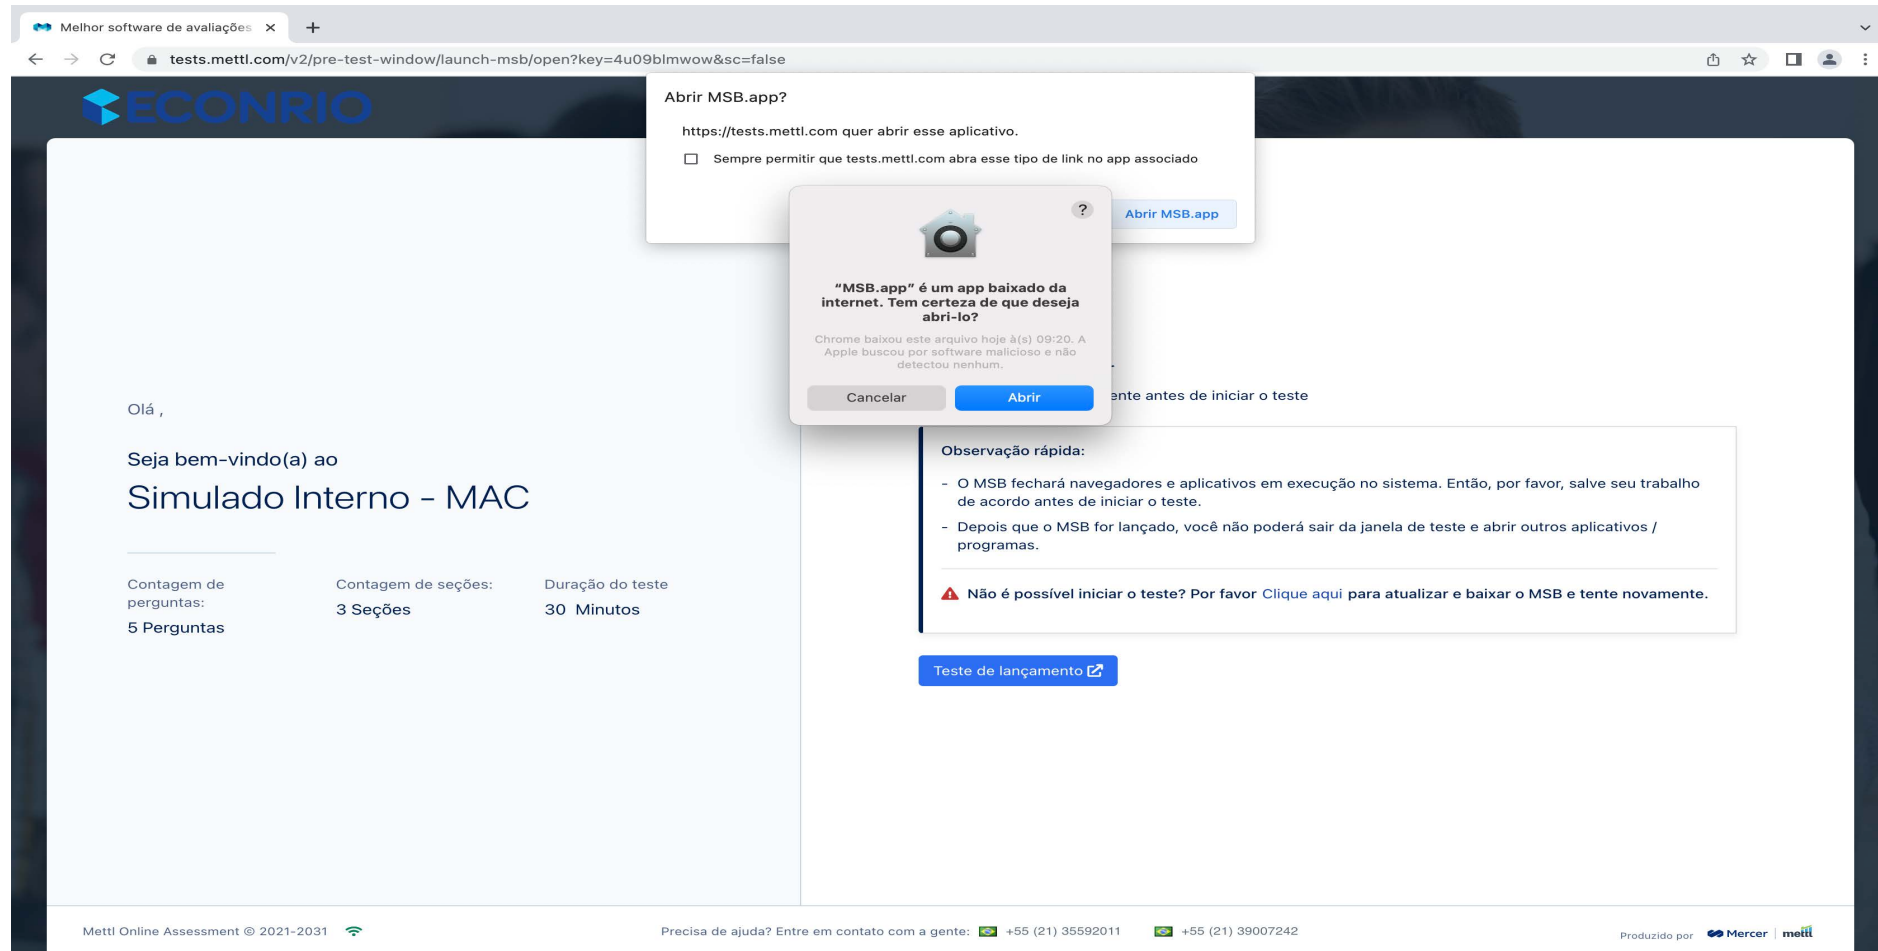 Melhor software de avaliações
tests.mettl.com/v2/pre-test-window/launch-msb/open?key=4u09blmwow&sc=false
ECONRIO
Abrir MSB.app?
https://tests.mettl.com quer abrir esse aplicativo.
Sempre permitir que tests.mettl.com abra esse tipo de link no app associado
Abrir MSB.app
?
“MSB.app” é um app baixado da
internet. Tem certeza de que deseja
abri-lo?
Chrome baixou este arquivo hoje à(s) 09:20. A
Apple buscou por software malicioso e não
detectou nenhum.
Cancelar
Abrir
Olá ,
Seja bem-vindo(a) ao
Simulado Interno - MAC
Contagem de
perguntas:
5 Perguntas
Contagem de seções:
3 Seções
Duração do teste
30 Minutos
ente antes de iniciar o teste
Observação rápida:
- O MSB fechará navegadores e aplicativos em execução no sistema. Então, por favor, salve seu trabalho
de acordo antes de iniciar o teste.
- Depois que o MSB for lançado, você não poderá sair da janela de teste e abrir outros aplicativos /
programas.
Não é possível iniciar o teste? Por favor Clique aqui para atualizar e baixar o MSB e tente novamente.
Teste de lançamento
Mettl Online Assessment © 2021-2031
Precisa de ajuda? Entre em contato com a gente: +55 (21) 35592011 +55 (21) 39007242
Produzido por Mercer | mettl